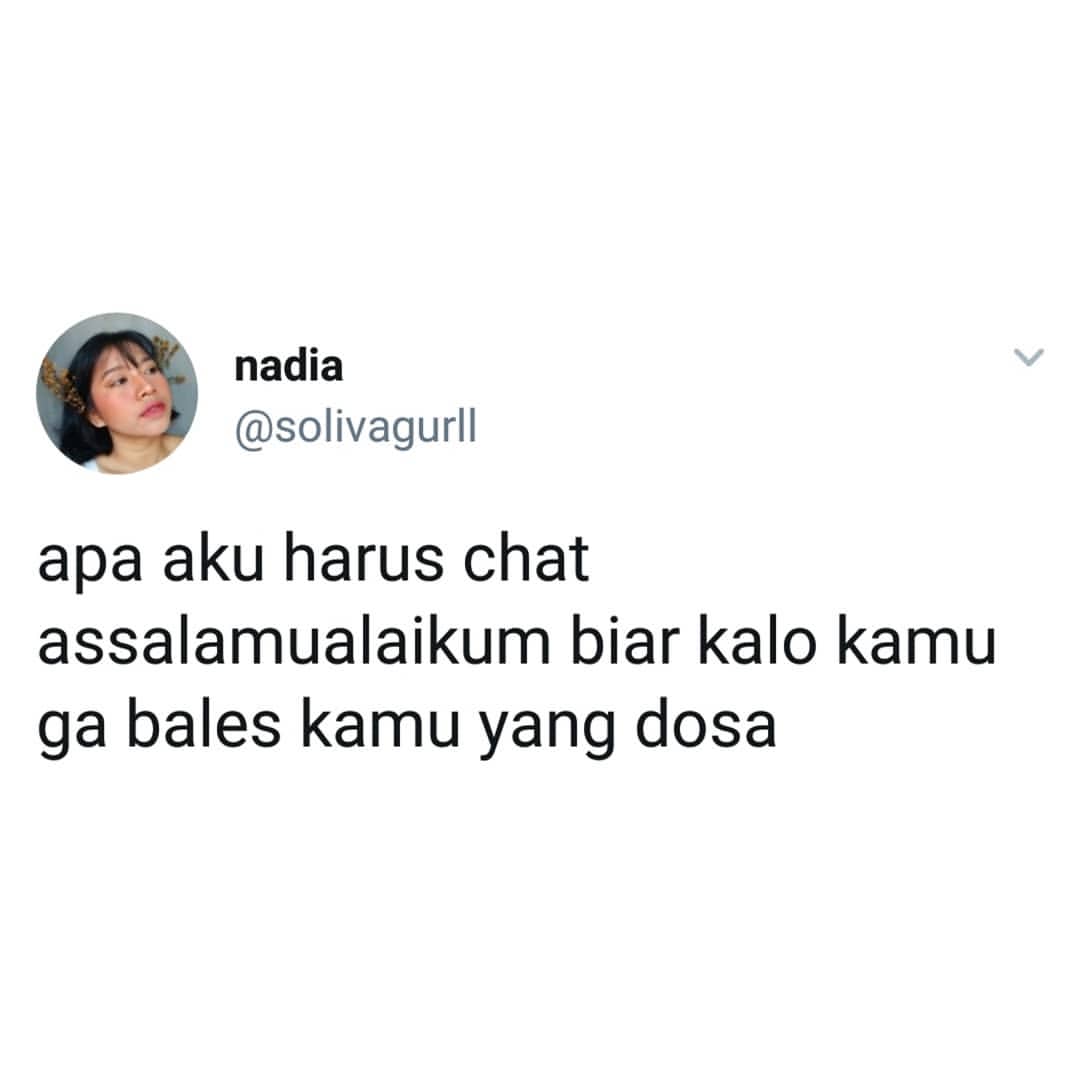 nadia
@solivagurll
apa aku harus chat
assalamualaikum biar kalo kamu
ga bales kamu yang dosa